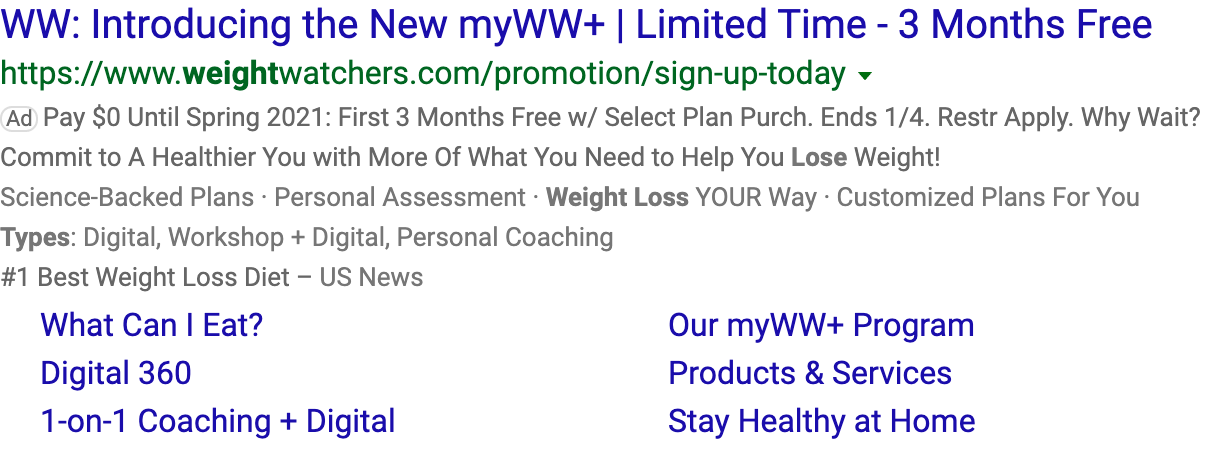 WW: Introducing the New myWW+ | Limited Time - 3 Months Free
https://www.weightwatchers.com/promotion/sign-up-today
Ad Pay $0 Until Spring 2021: First 3 Months Free w/ Select Plan Purch. Ends 1/4. Restr Apply. Why Wait?
Commit to A Healthier You with More Of What You Need to Help You Lose Weight!
Science-Backed Plans · Personal Assessment · Weight Loss YOUR Way · Customized Plans For You
Types: Digital, Workshop + Digital, Personal Coaching
#1 Best Weight Loss Diet – US News
What Can I Eat? Our myWW+ Program
Digital 360 Products & Services
1-on-1 Coaching + Digital Stay Healthy at Home